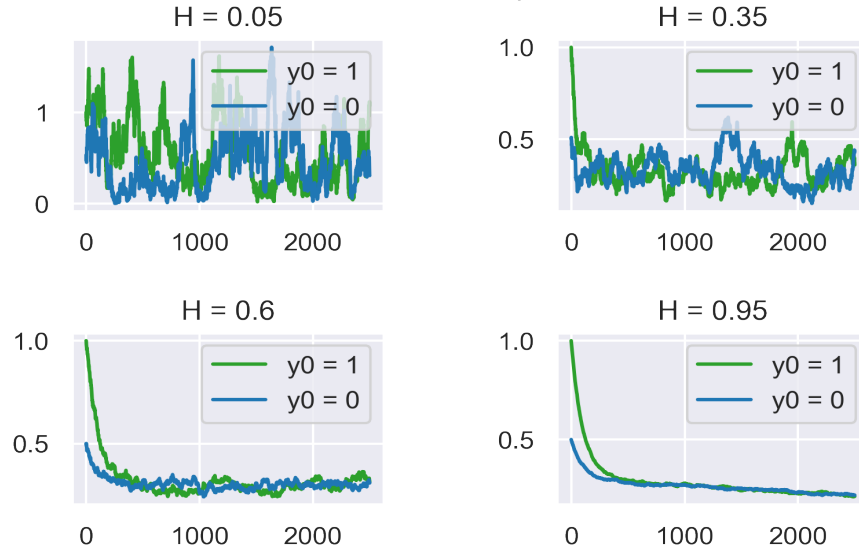 H = 0.05
y0 = 1
y0 = 0
1
0
0
1000
2000
H = 0.35
y0 = 1
y0 = 0
1.0
0.5
0
1000
2000
H = 0.6
y0 = 1
y0 = 0
1.0
0.5
0
1000
2000
H = 0.95
y0 = 1
y0 = 0
1.0
0.5
0
1000
2000